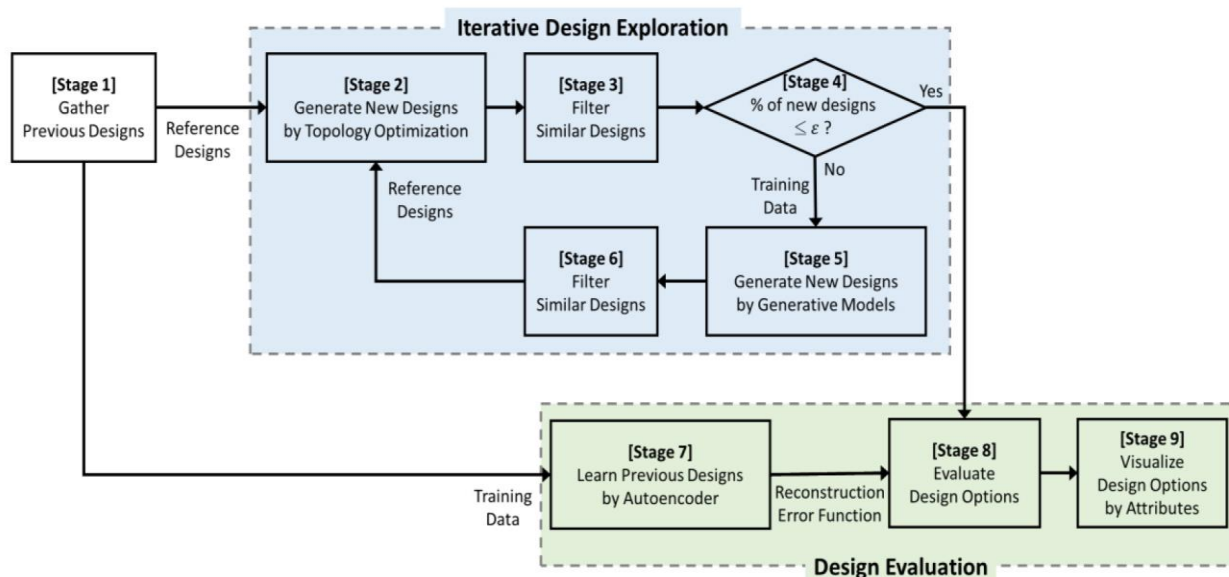 Iterative Design Exploration
[Stage 1]
Gather
Previous Designs
Reference
Designs
[Stage 2]
Generate New Designs
by Topology Optimization
[Stage 3]
Filter
Similar Designs
[Stage 4]
% of new designs
≤ ε ?
Yes
No
Training
Data
Reference
Designs
[Stage 6]
Filter
Similar Designs
[Stage 5]
Generate New Designs
by Generative Models
Training
Data
[Stage 7]
Learn Previous Designs
by Autoencoder
Reconstruction
Error Function
[Stage 8]
Evaluate
Design Options
[Stage 9]
Visualize
Design Options
by Attributes
Design Evaluation